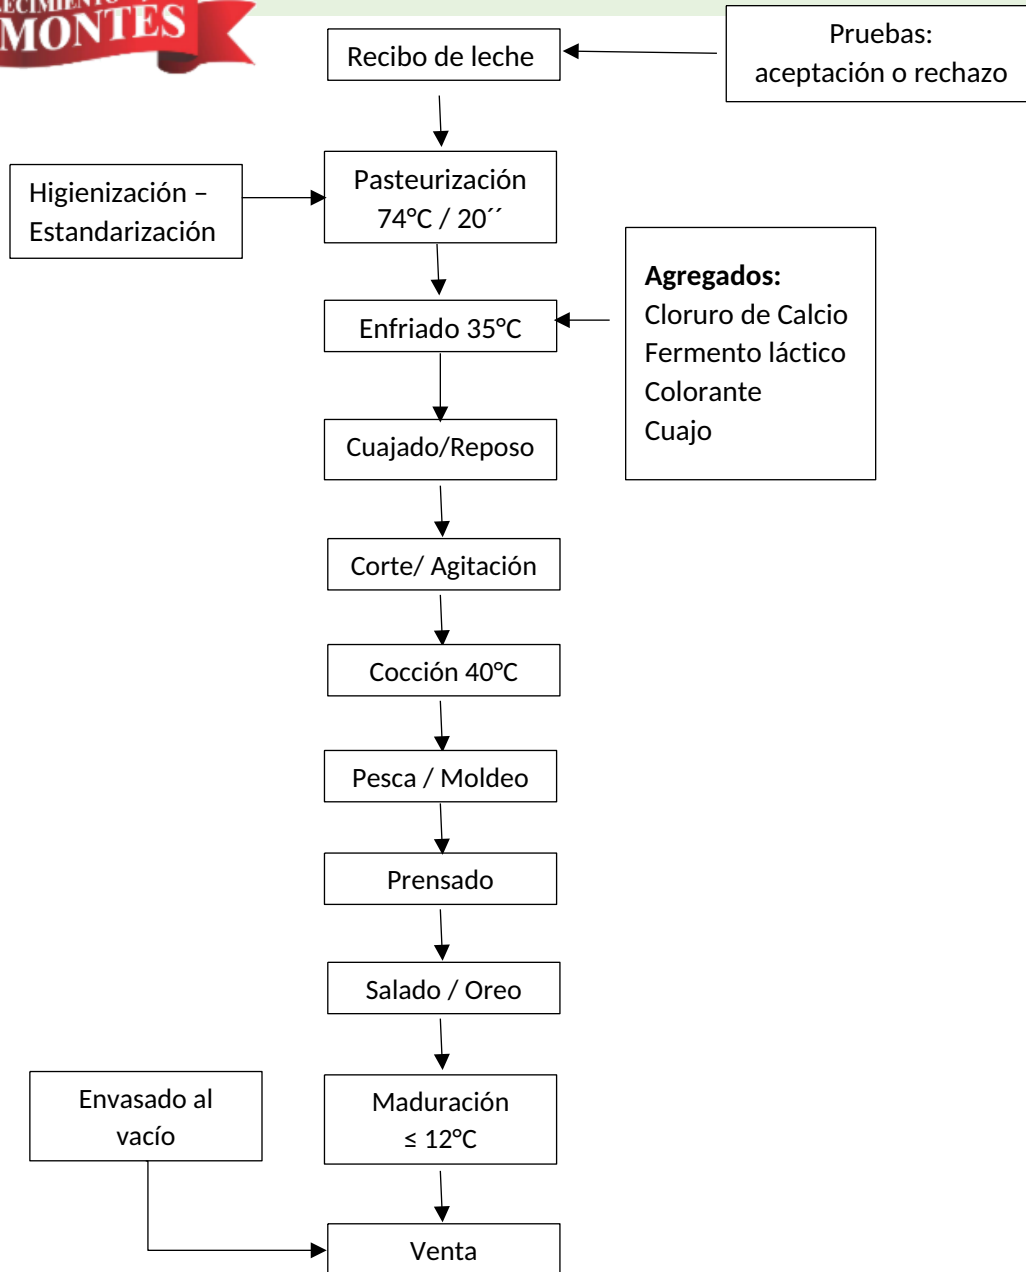 MONTES
Recibo de leche
Pruebas:
aceptación o rechazo
Pasteurización
74°C / 20´´
Higienización –
Estandarización
Enfriado 35°C
Agregados:
Cloruro de Calcio
Fermento láctico
Colorante
Cuajo
Cuajado/Reposo
Corte/ Agitación
Cocción 40°C
Pesca / Moldeo
Prensado
Salado / Oreo
Maduración
≤ 12°C
Envasado al
vacío
Venta